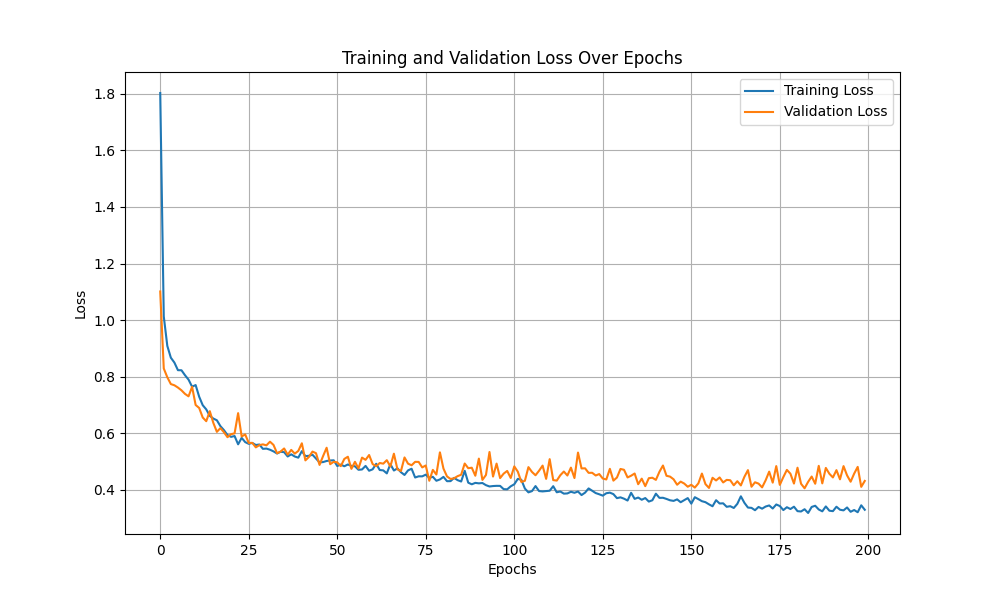 Training and Validation Loss Over Epochs
Training Loss
Validation Loss
1.8
1.6
1.4
1.2
1.0
0.8
0.6
0.4
Loss
0 25 50 75 100 125 150 175 200
Epochs